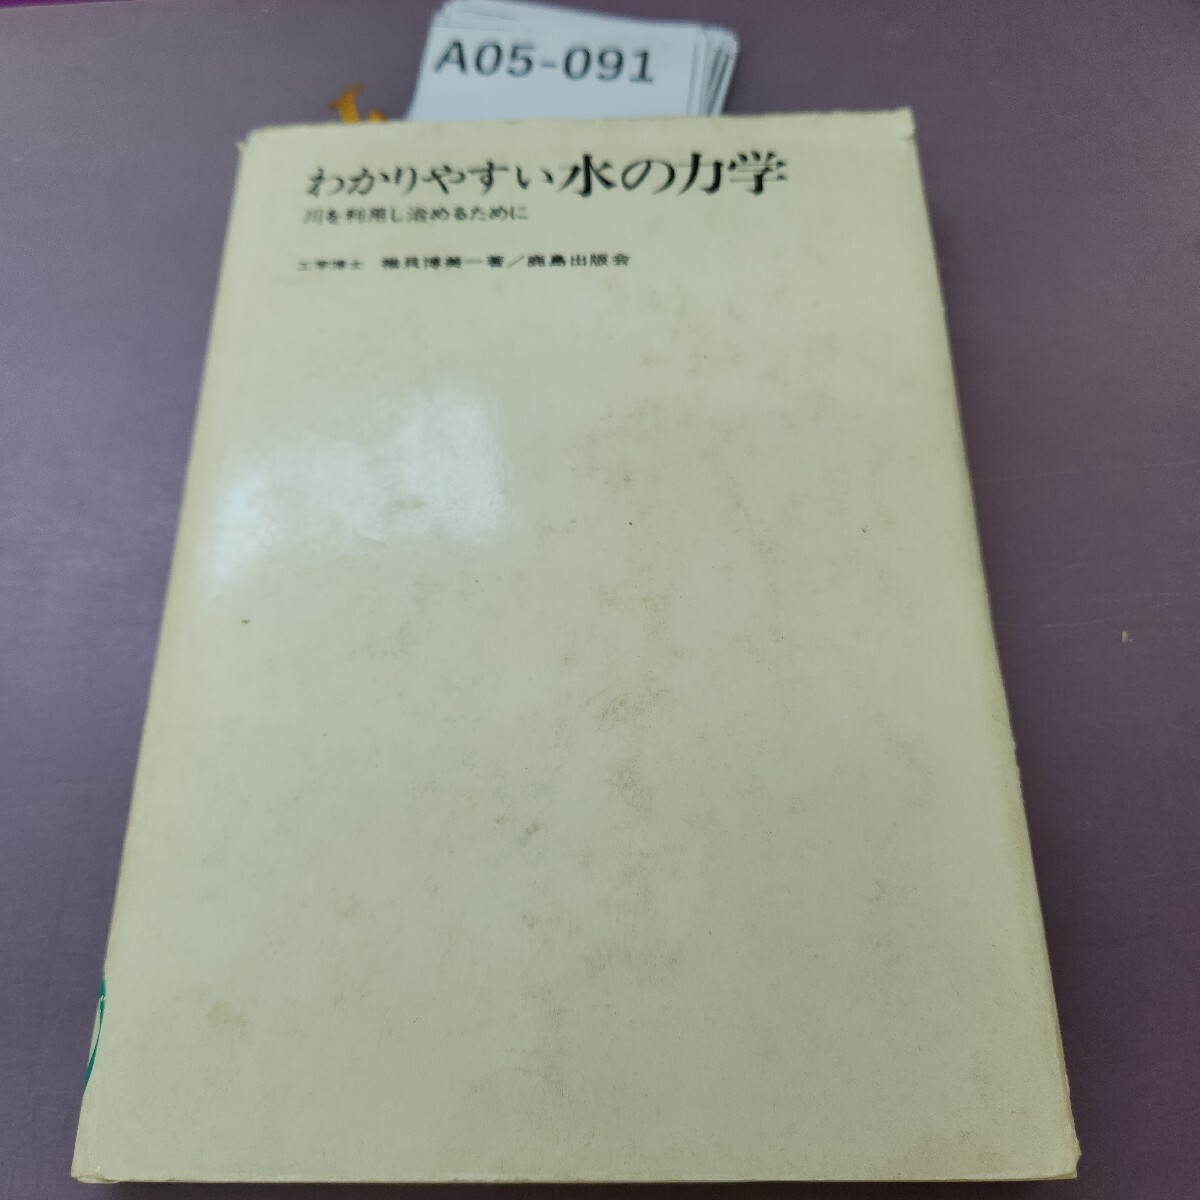 A05-091
わかりやすい水の力学
川を利用し治めるために
工学博士 椎貝博美一著/鹿島出版会